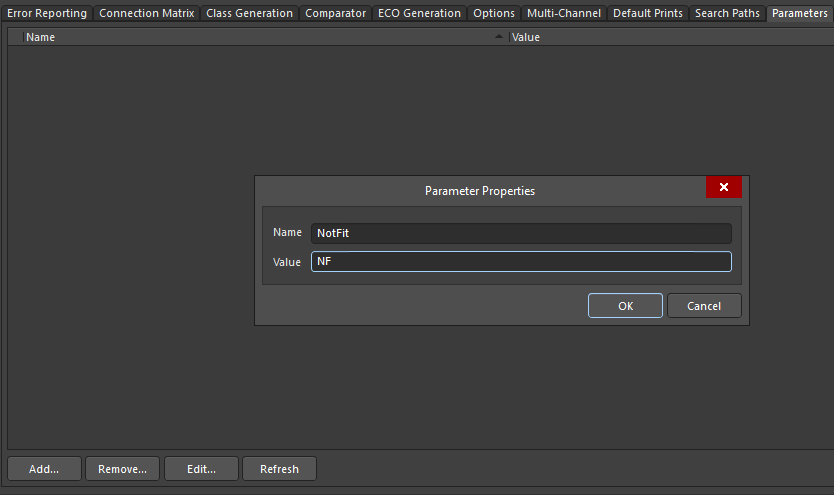 Error Reporting Connection Matrix Class Generation Comparator ECO Generation Options Multi-Channel Default Prints Search Paths Parameters
Name Value
Parameter Properties
Name NotFit
Value NF
OK Cancel
Add... Remove... Edit... Refresh